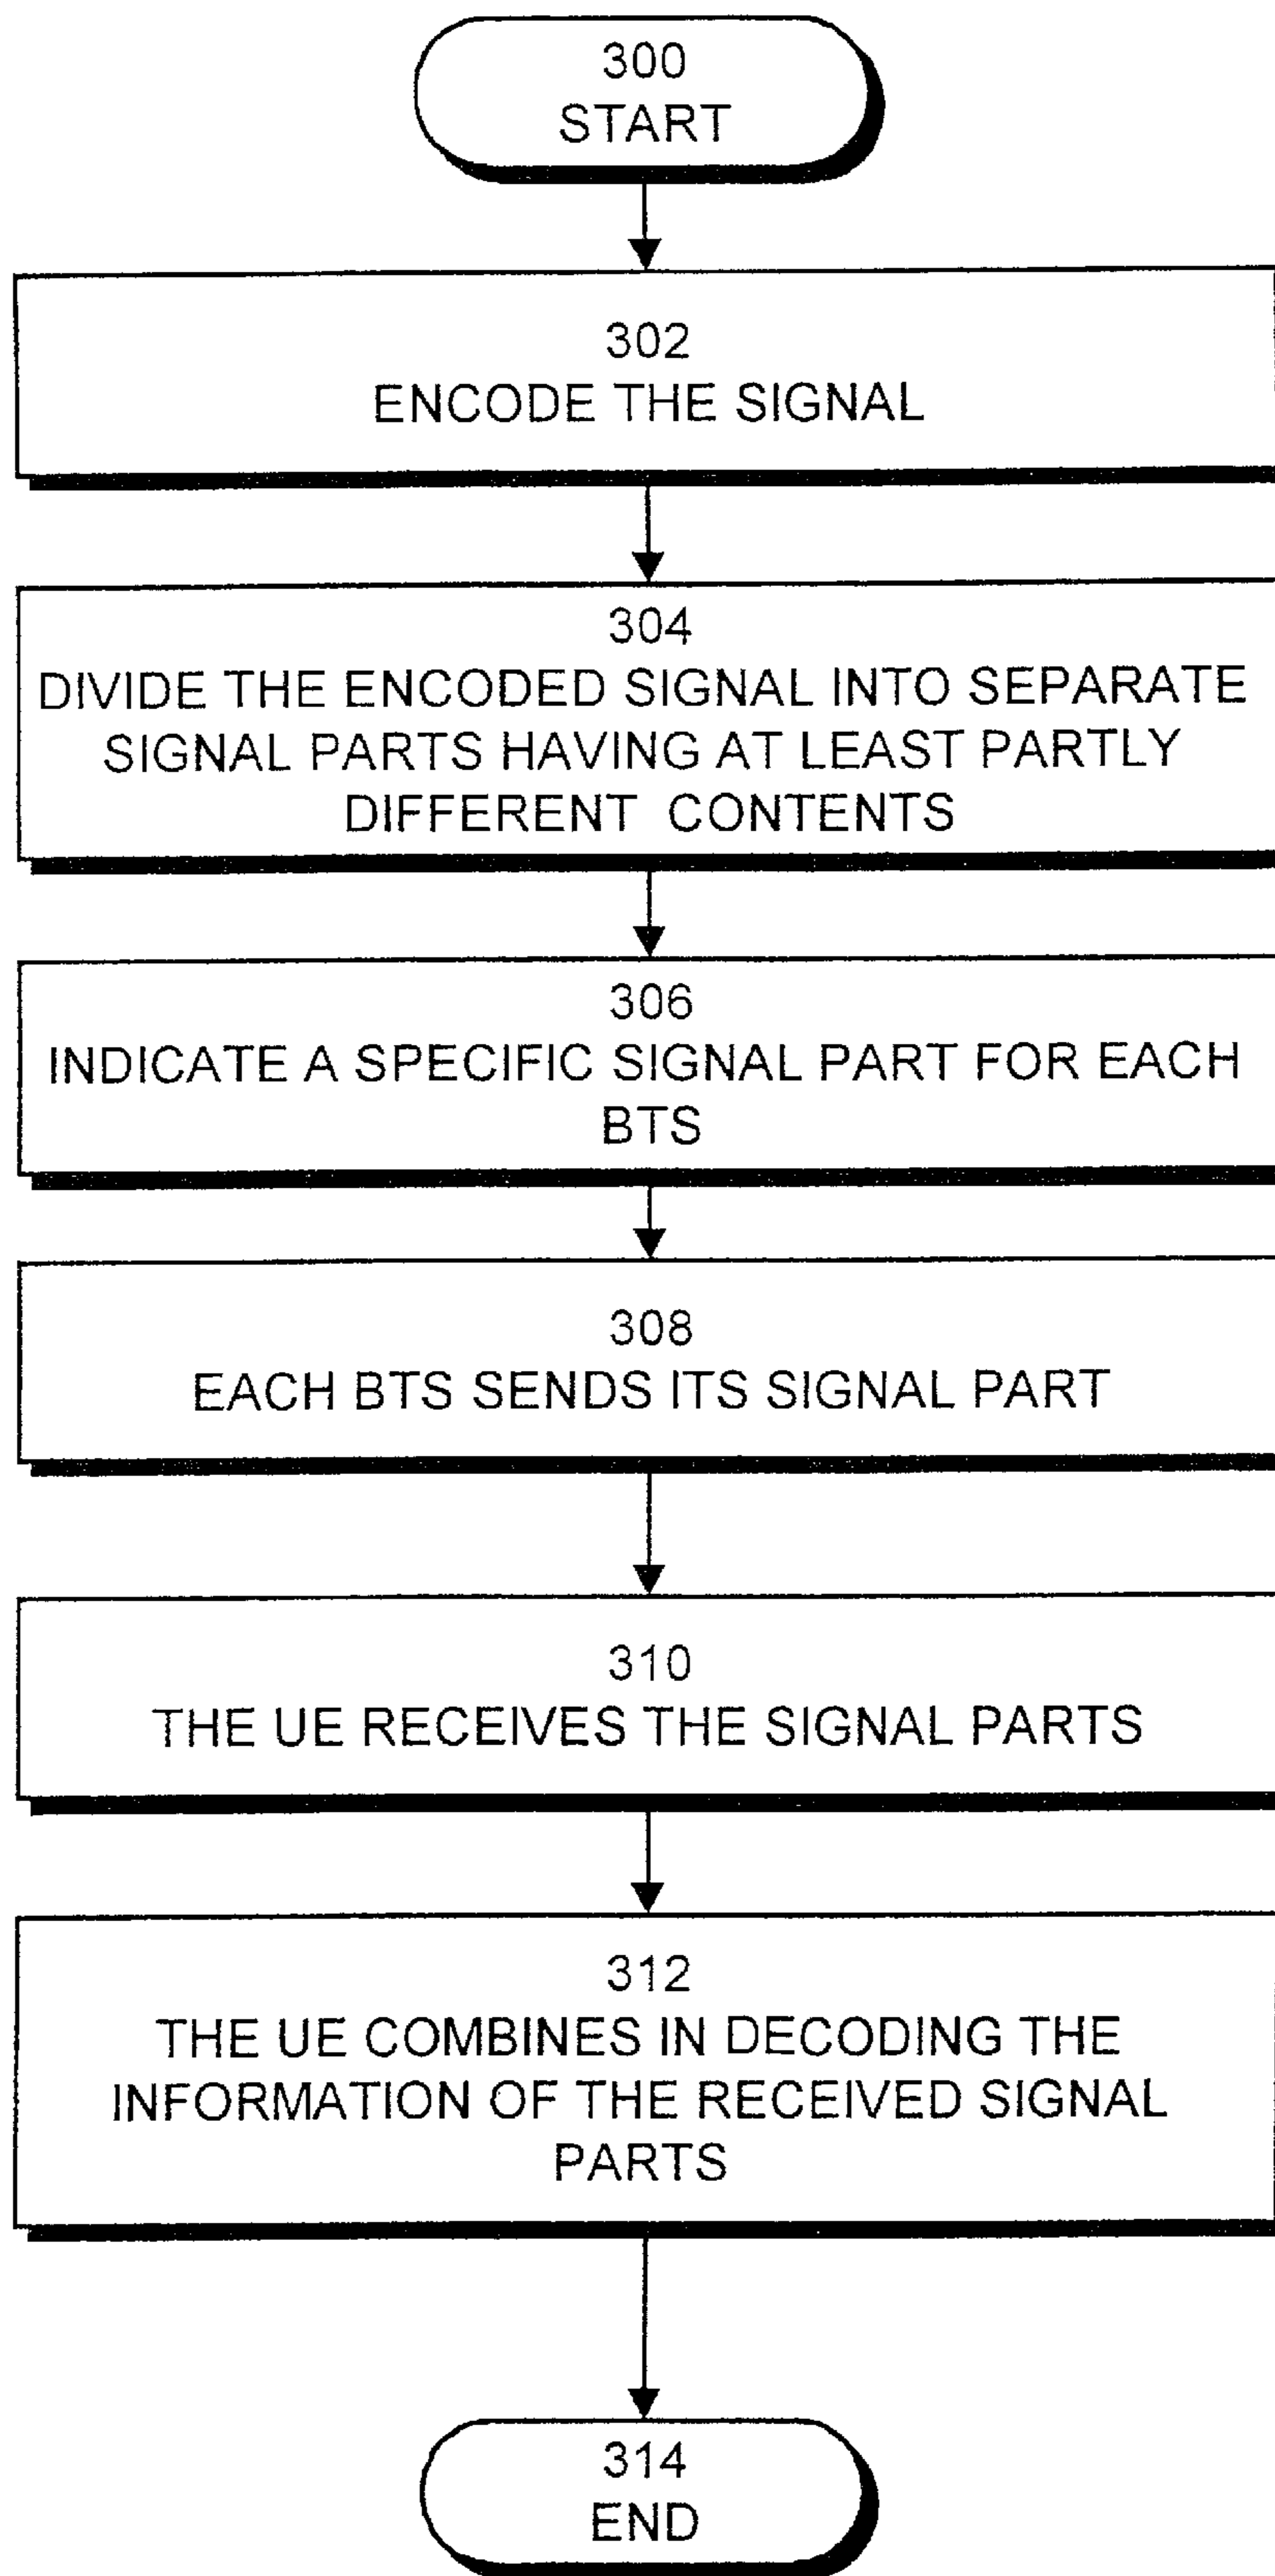 300
START
302
ENCODE THE SIGNAL
304
DIVIDE THE ENCODED SIGNAL INTO SEPARATE
SIGNAL PARTS HAVING AT LEAST PARTLY
DIFFERENT CONTENTS
306
INDICATE A SPECIFIC SIGNAL PART FOR EACH
BTS
308
EACH BTS SENDS ITS SIGNAL PART
310
THE UE RECEIVES THE SIGNAL PARTS
312
THE UE COMBINES IN DECODING THE
INFORMATION OF THE RECEIVED SIGNAL
PARTS
314
END